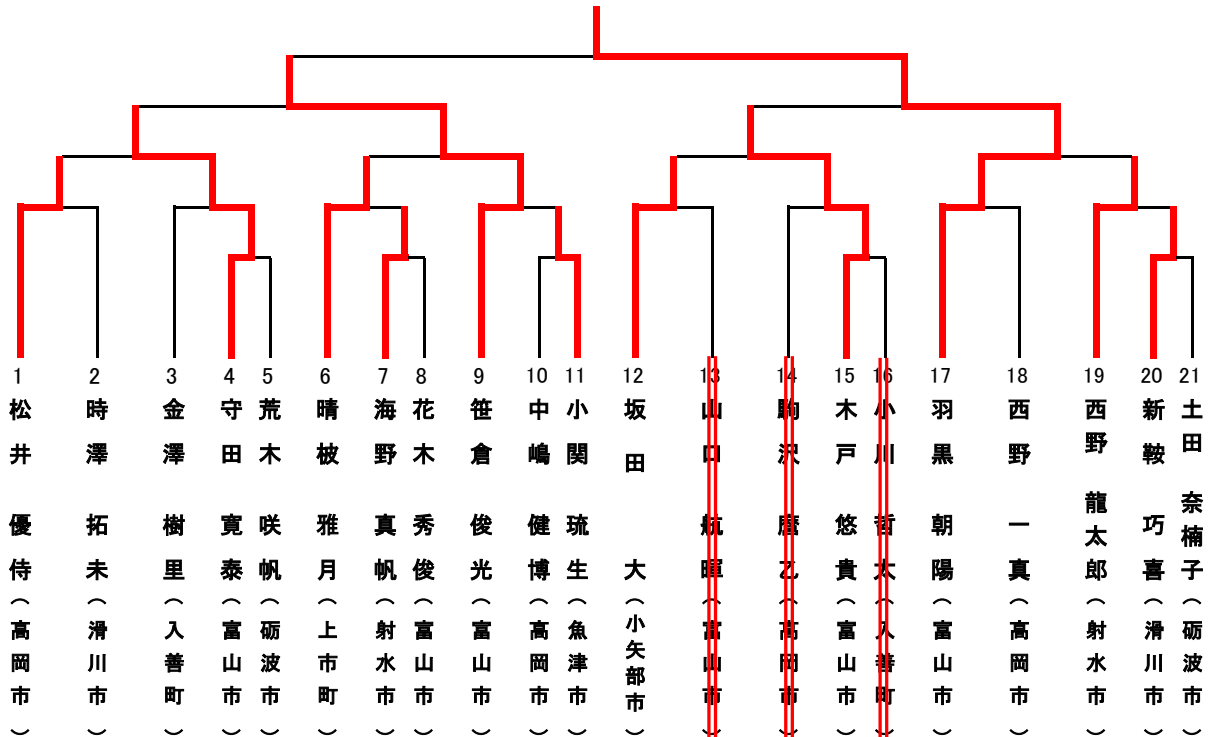 1 松井 優侍（高岡市）
2 時澤 拓未（滑川市）
3 金澤 樹里（入善町）
4 守田 寛泰（富山市）
5 荒木 咲帆（砺波市）
6 晴被 雅月（上市町）
7 海野 真帆（射水市）
8 花木 秀俊（富山市）
9 笹倉 俊光（富山市）
10 中嶋 健博（高岡市）
11 小関 琉生（魚津市）
12 坂田 大（小矢部市）
13 山口 航暉（富山市）
14 駒沢 磨乙（高岡市）
15 木戸 悠貴（富山市）
16 小川 哲太（入善町）
17 羽黒 朝陽（富山市）
18 西野 一真（高岡市）
19 西野 龍太郎（射水市）
20 新鞍 巧喜（滑川市）
21 土田 奈楠子（砺波市）